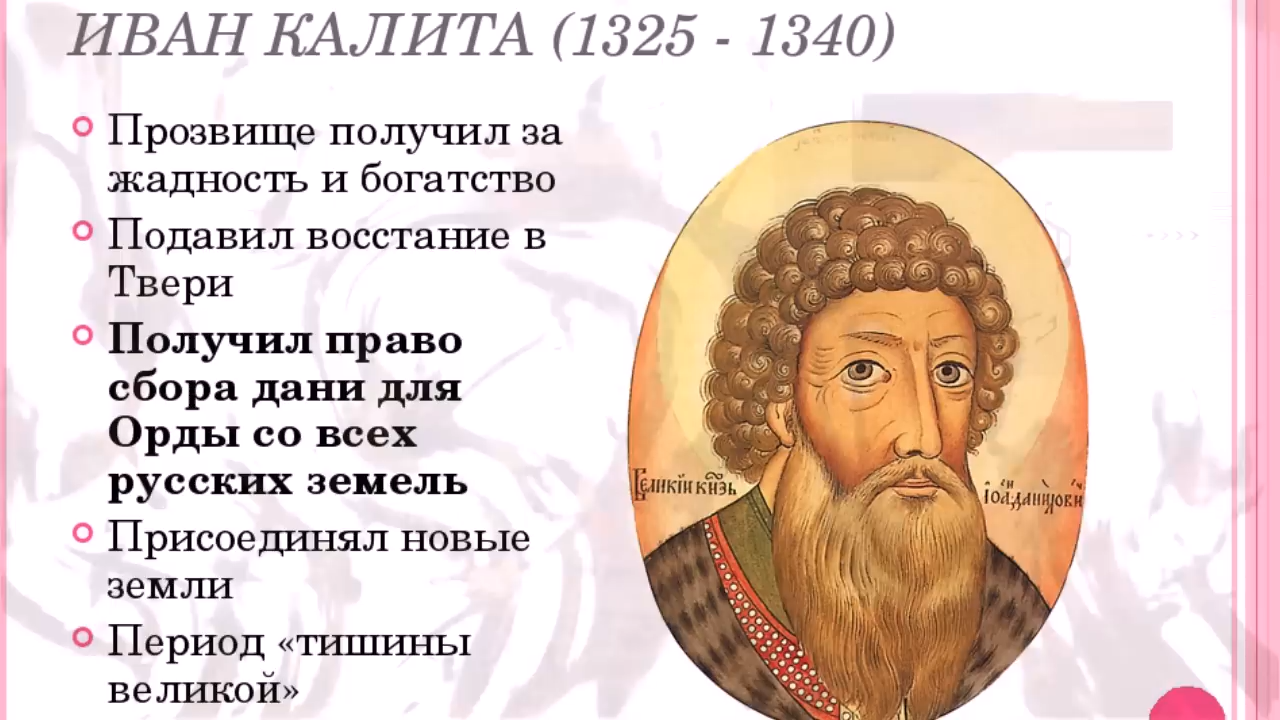 ИВАН КАЛИТА (1325 - 1340)
Прозвище получил за
жадность и богатство
Подавил восстание в
Твери
Получил право
сбора дани для
Орды со всех
русских земель
Присоединял новые
земли
Период «тишины
великой»